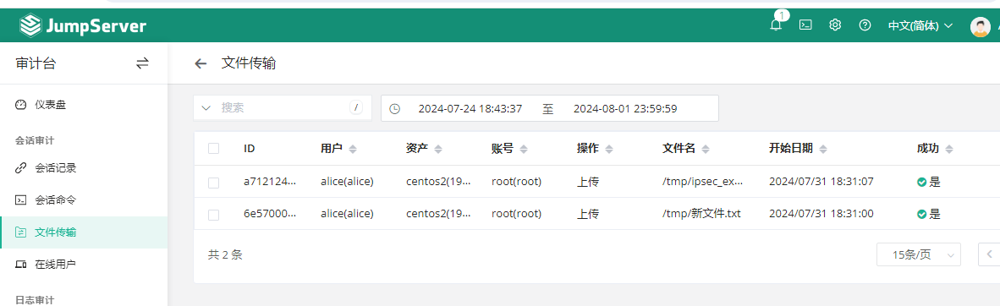 JumpServer
1
中文(简体)
审计台
文件传输
仪表盘
会话审计
会话记录
会话命令
文件传输
在线用户
日志审计
搜索
/
2024-07-24 18:43:37 至 2024-08-01 23:59:59
ID 用户 资产 账号 操作 文件名 开始日期 成功
a712124... alice(alice) centos2(19... root(root) 上传 /tmp/ipsec_ex... 2024/07/31 18:31:07 是
6e57000... alice(alice) centos2(19... root(root) 上传 /tmp/新文件.txt 2024/07/31 18:31:00 是
共 2 条
15条/页